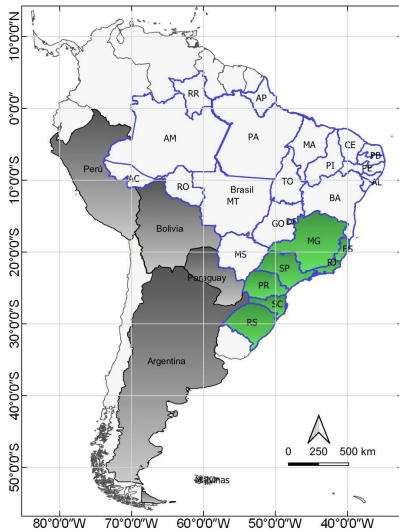 10°0'0"N
0°0'0"S
10°0'0"S
20°0'0"S
30°0'0"S
40°0'0"S
50°0'0"S
RR
AP
AM
PA
MA
CE
PB
PI
PE
AL
Peru
AC
RO
TO
BA
Brasil
MT
GO
DF
Bolivia
MG
ES
MS
SP
RJ
Paraguay
PR
SC
RS
Argentina
0 250 500 km
80°0'0"W 70°0'0"W 60°0'0"W 50°0'0"W 40°0'0"W